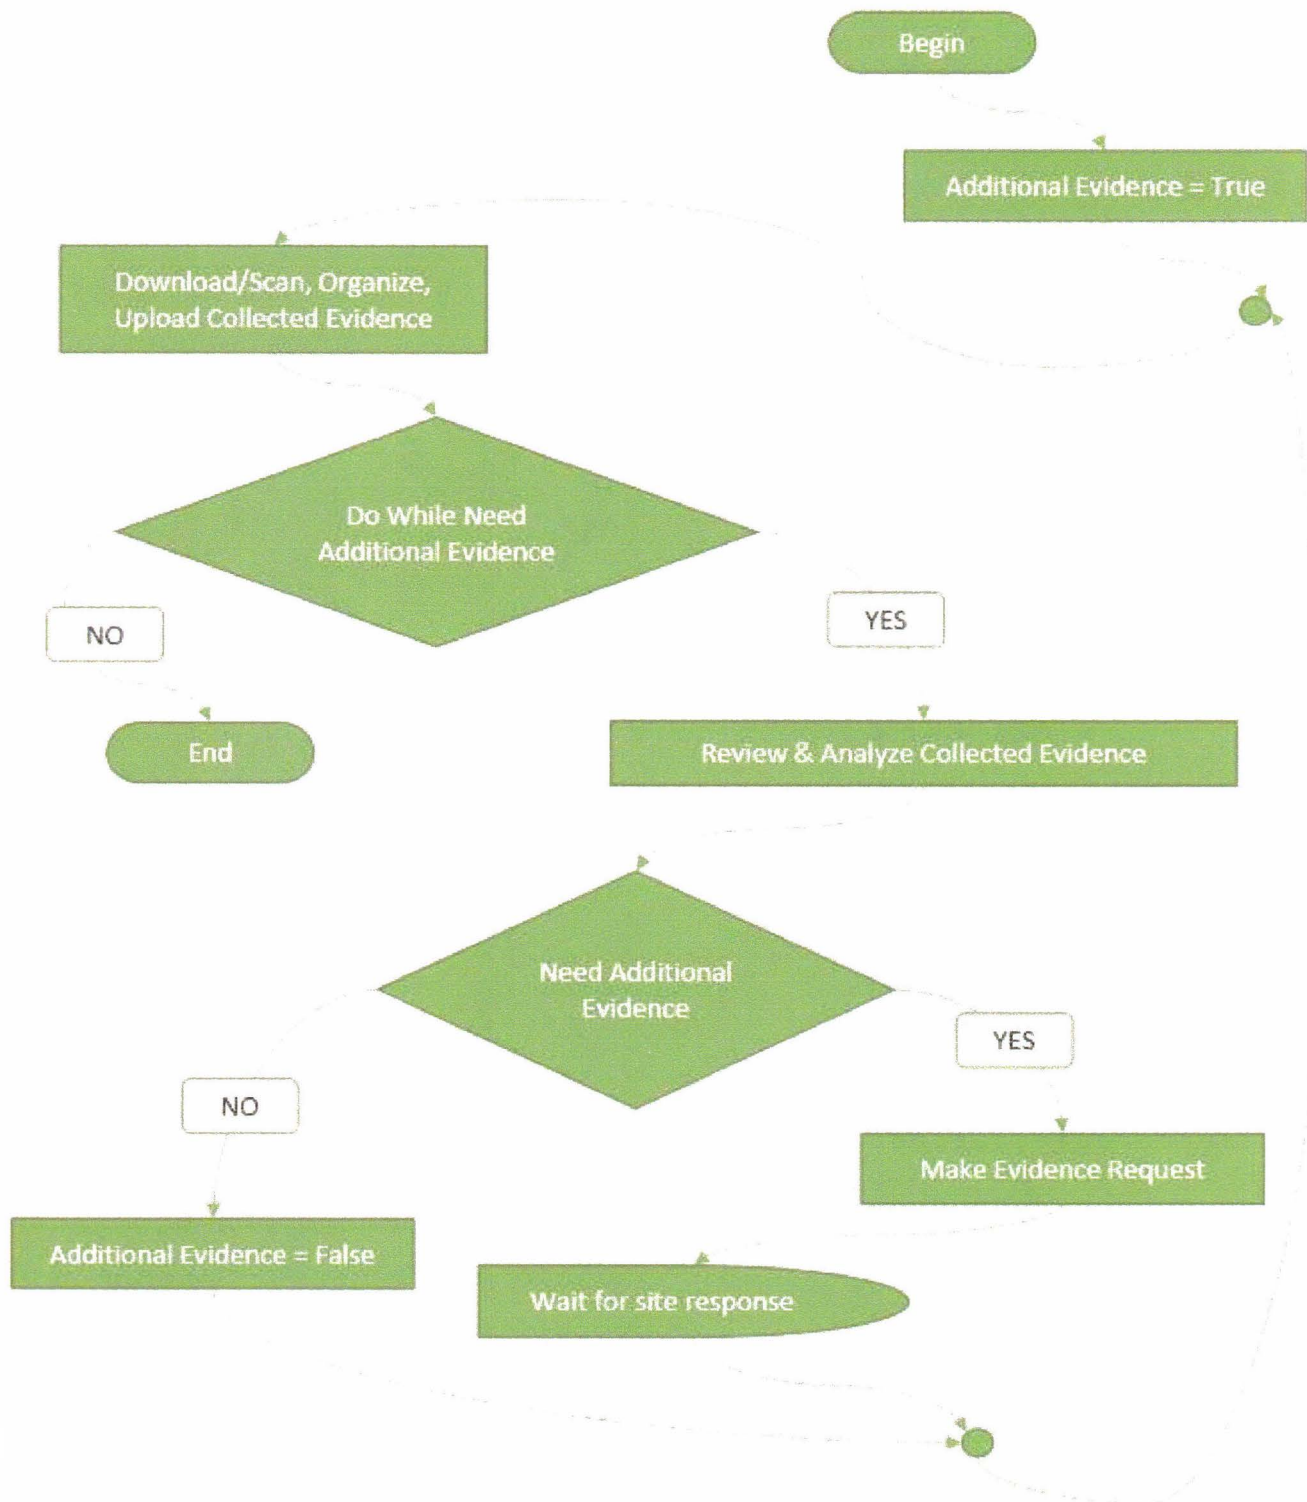 Begin
Additional Evidence = True
Download/Scan, Organize,
Upload Collected Evidence
Do While Need
Additional Evidence
NO
YES
End
Review & Analyze Collected Evidence
Need Additional
Evidence
YES
NO
Make Evidence Request
Additional Evidence = False
Wait for site response